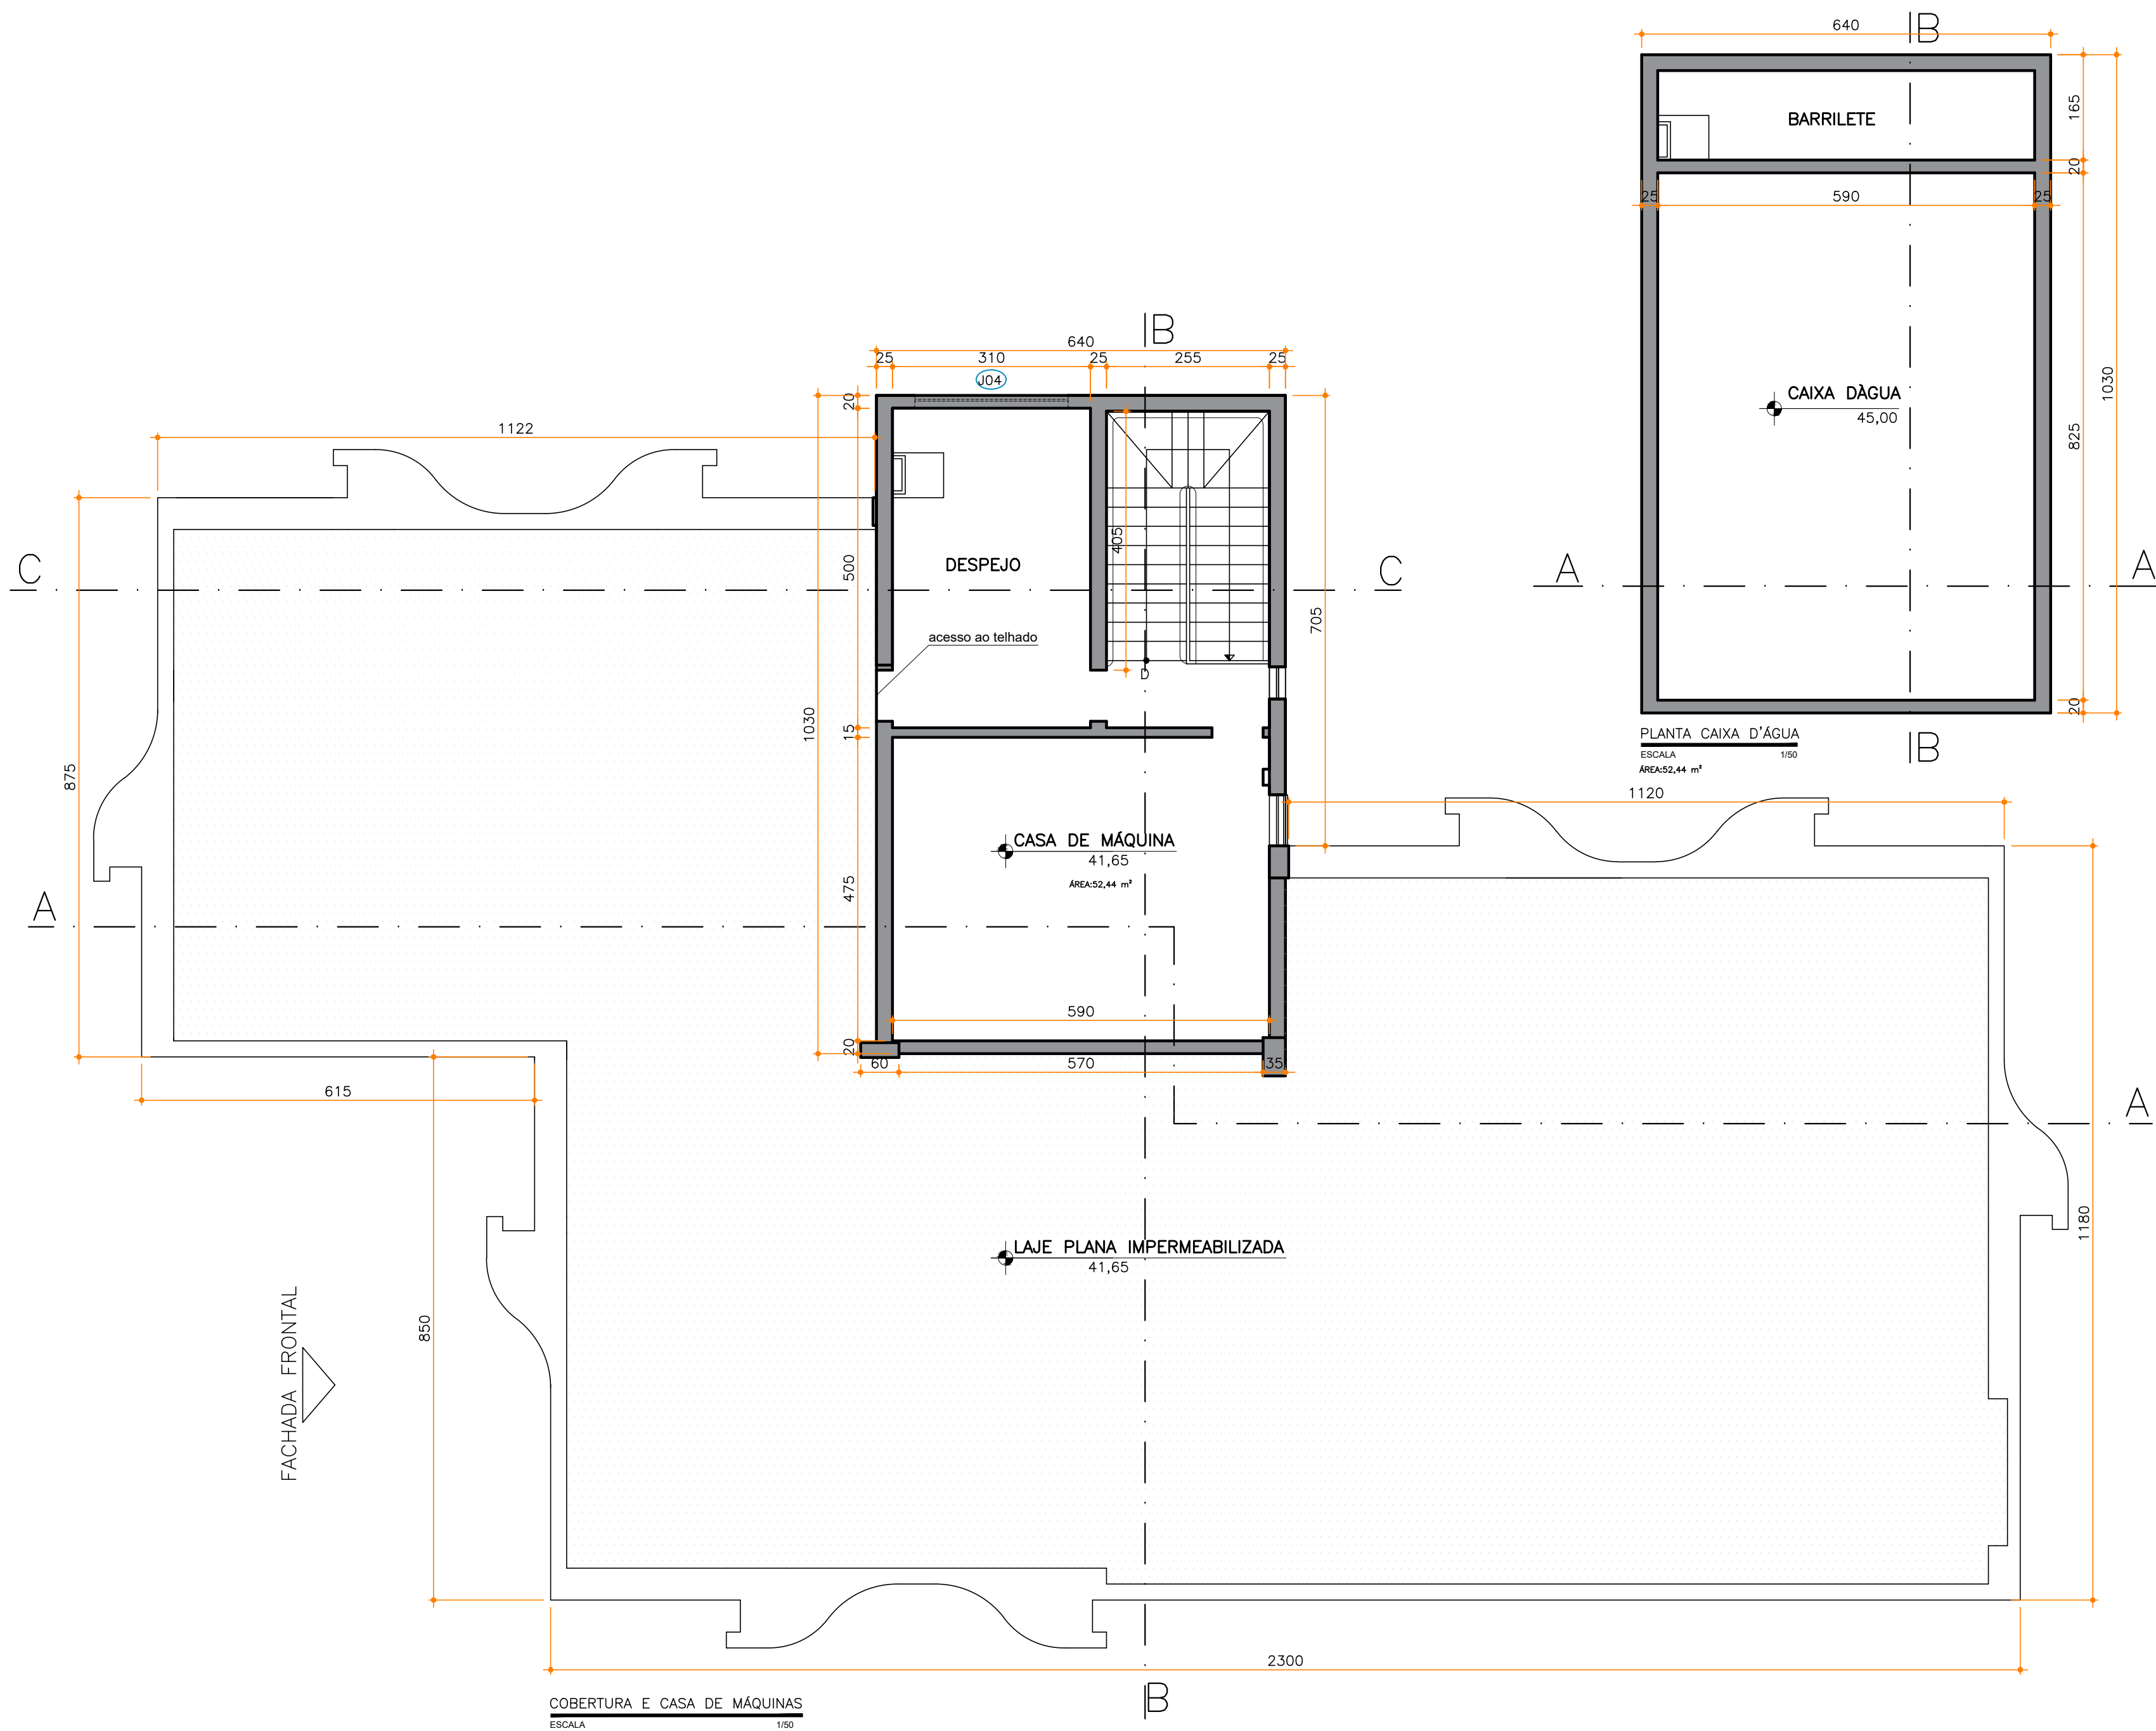 640
B
BARRILETE
165
20
25
590
25
CAIXA DÀGUA
45,00
1030
825
A
A
20
PLANTA CAIXA D'ÁGUA
ESCALA 1/50
ÁREA:52,44 m²
B
B
640
25
310
25
255
25
J04
20
1122
405
500
DESPEJO
C
C
705
acesso ao telhado
D
1030
15
875
1120
CASA DE MÁQUINA
41,65
ÁREA:52,44 m²
475
A
590
20
60
570
35
615
A
1180
LAJE PLANA IMPERMEABILIZADA
41,65
850
FACHADA FRONTAL
2300
B
COBERTURA E CASA DE MÁQUINAS
ESCALA 1/50